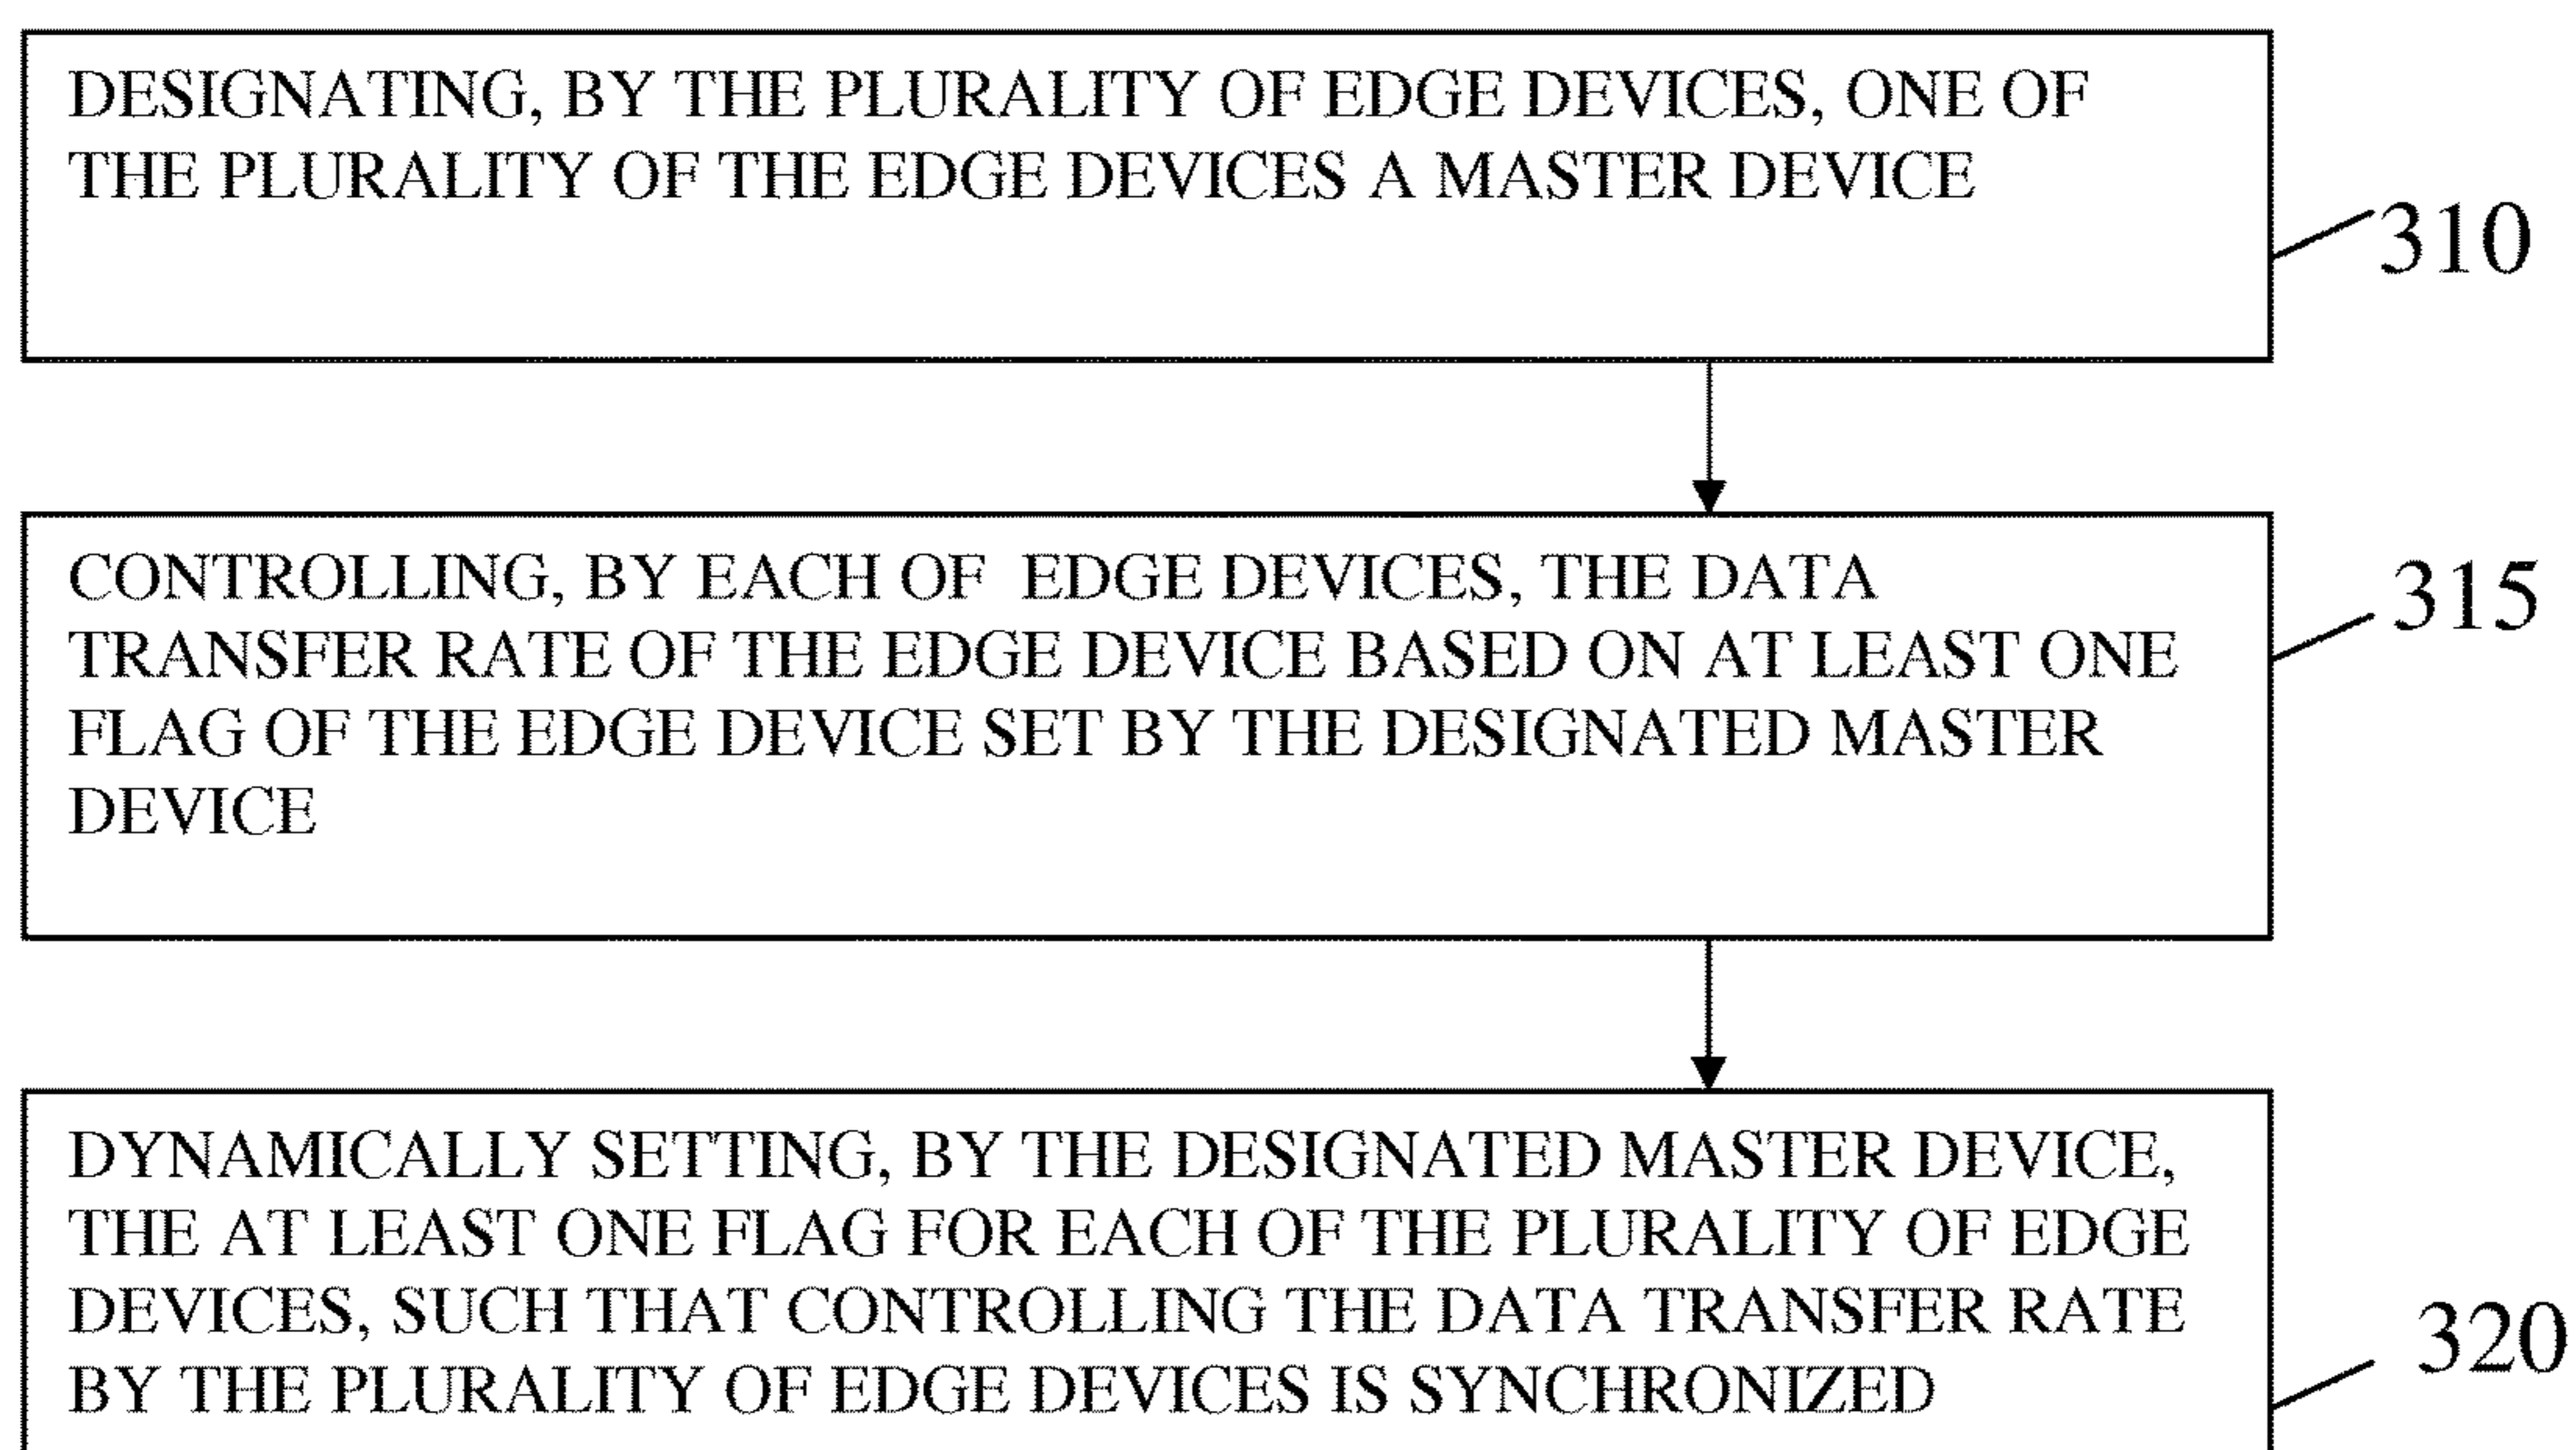 DESIGNATING, BY THE PLURALITY OF EDGE DEVICES, ONE OF
THE PLURALITY OF THE EDGE DEVICES A MASTER DEVICE
310
CONTROLLING, BY EACH OF  EDGE DEVICES, THE DATA
TRANSFER RATE OF THE EDGE DEVICE BASED ON AT LEAST ONE
FLAG OF THE EDGE DEVICE SET BY THE DESIGNATED MASTER
DEVICE
315
DYNAMICALLY SETTING, BY THE DESIGNATED MASTER DEVICE,
THE AT LEAST ONE FLAG FOR EACH OF THE PLURALITY OF EDGE
DEVICES, SUCH THAT CONTROLLING THE DATA TRANSFER RATE
BY THE PLURALITY OF EDGE DEVICES IS SYNCHRONIZED
320